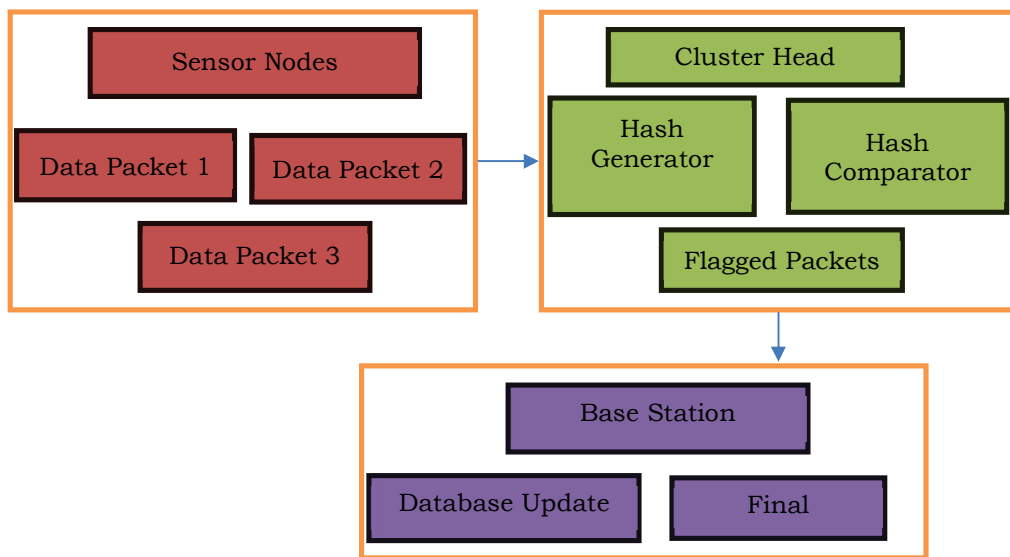 Sensor Nodes
Data Packet 1
Data Packet 2
Data Packet 3
Cluster Head
Hash
Generator
Hash
Comparator
Flagged Packets
Base Station
Database Update
Final